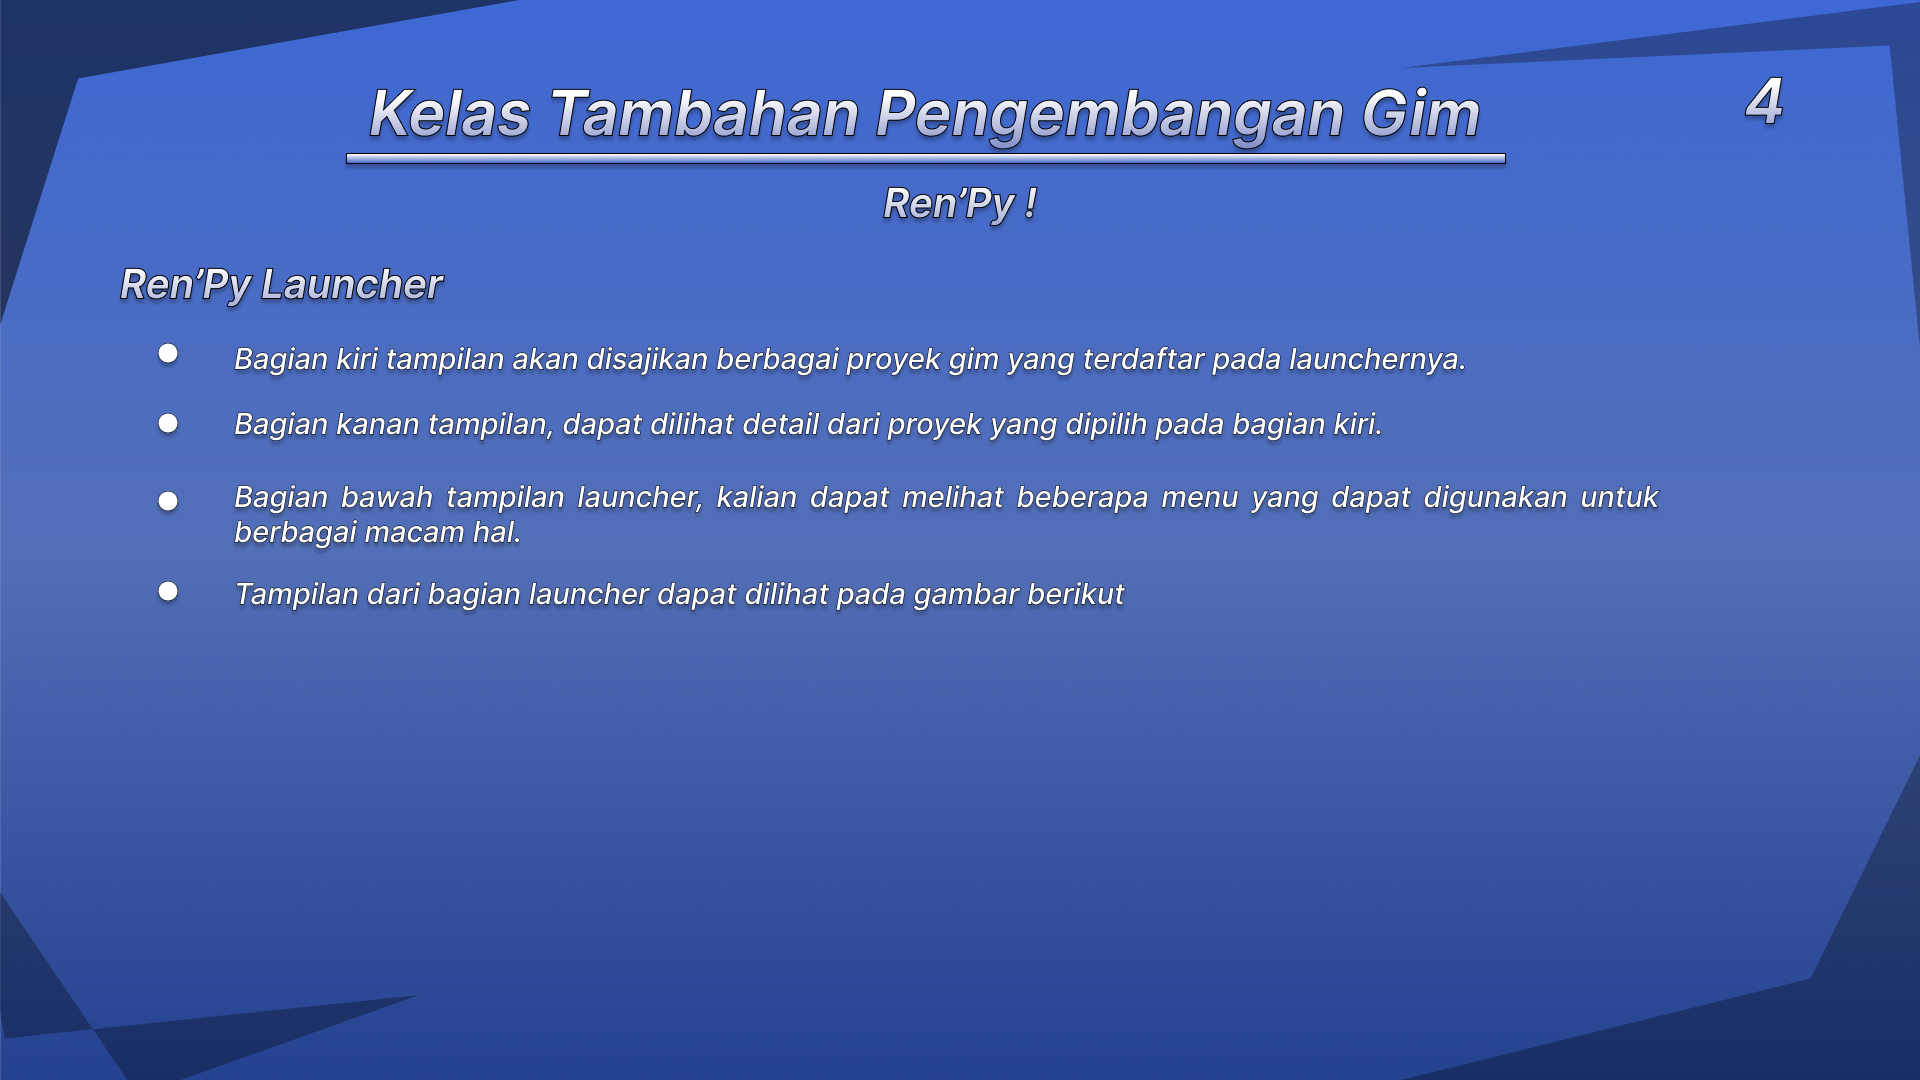 Kelas Tambahan Pengembangan Gim
4
Ren’Py !
Ren’Py Launcher
Bagian kiri tampilan akan disajikan berbagai proyek gim yang terdaftar pada launchernya.
Bagian kanan tampilan, dapat dilihat detail dari proyek yang dipilih pada bagian kiri.
Bagian bawah tampilan launcher, kalian dapat melihat beberapa menu yang dapat digunakan untuk
berbagai macam hal.
Tampilan dari bagian launcher dapat dilihat pada gambar berikut